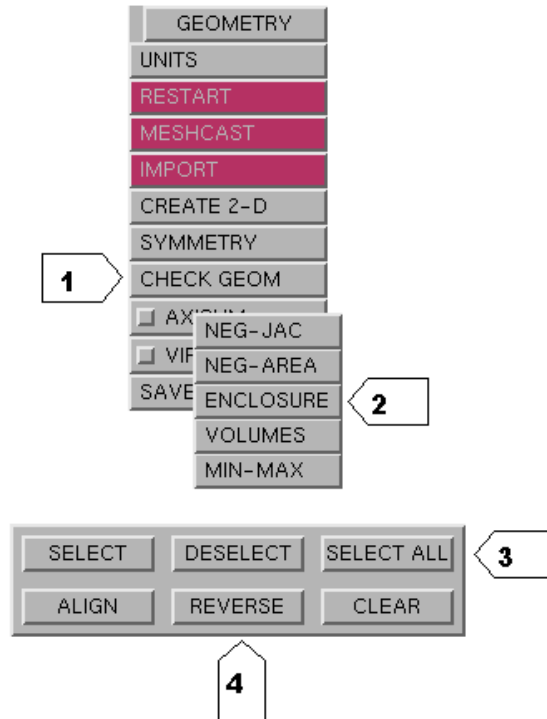 GEOMETRY
UNITS
RESTART
MESHCAST
IMPORT
CREATE 2-D
SYMMETRY
1
CHECK GEOM
NEG-JAC
NEG-AREA
SAVE
ENCLOSURE
2
VOLUMES
MIN-MAX
SELECT
DESELECT
SELECT ALL
3
ALIGN
REVERSE
CLEAR
4